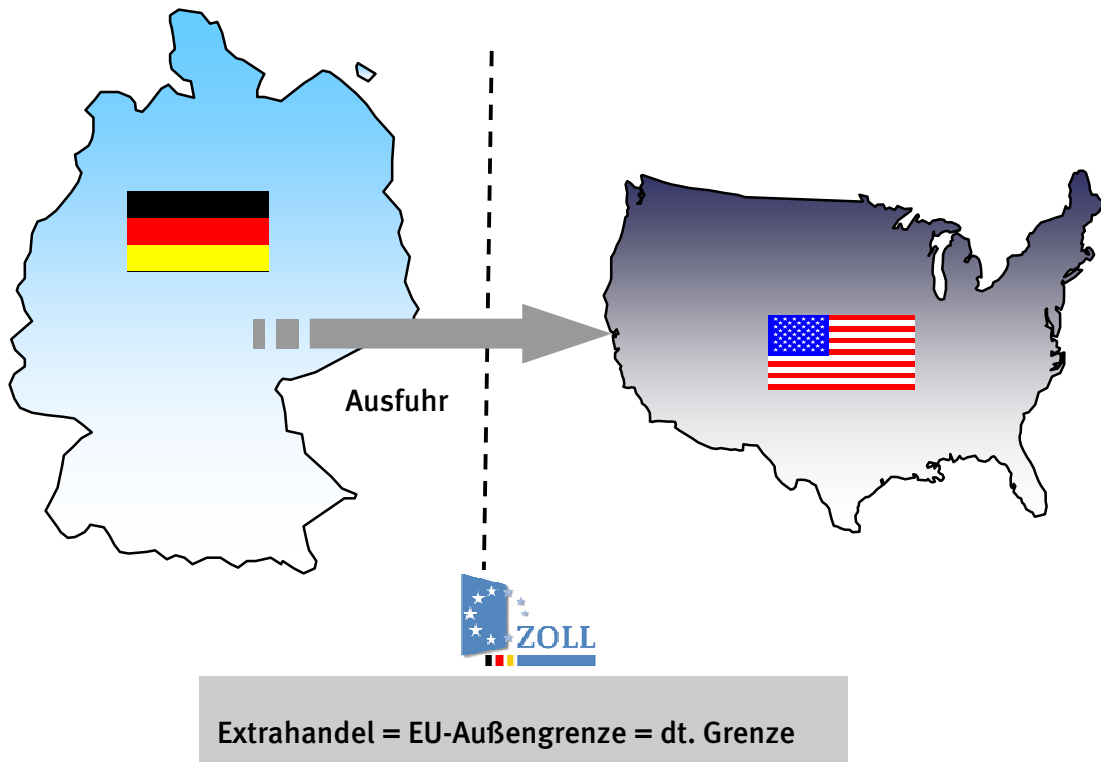 Ausfuhr
ZOLL
Extrahandel = EU-Außengrenze = dt. Grenze